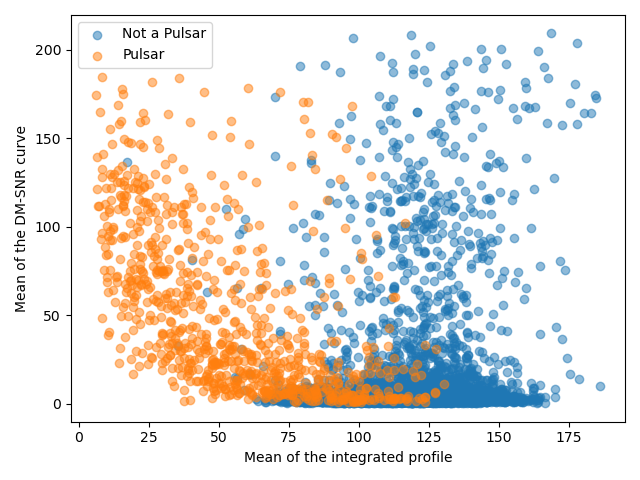 Not a Pulsar
Pulsar
Mean of the DM-SNR curve
200
150
100
50
0
0 25 50 75 100 125 150 175
Mean of the integrated profile